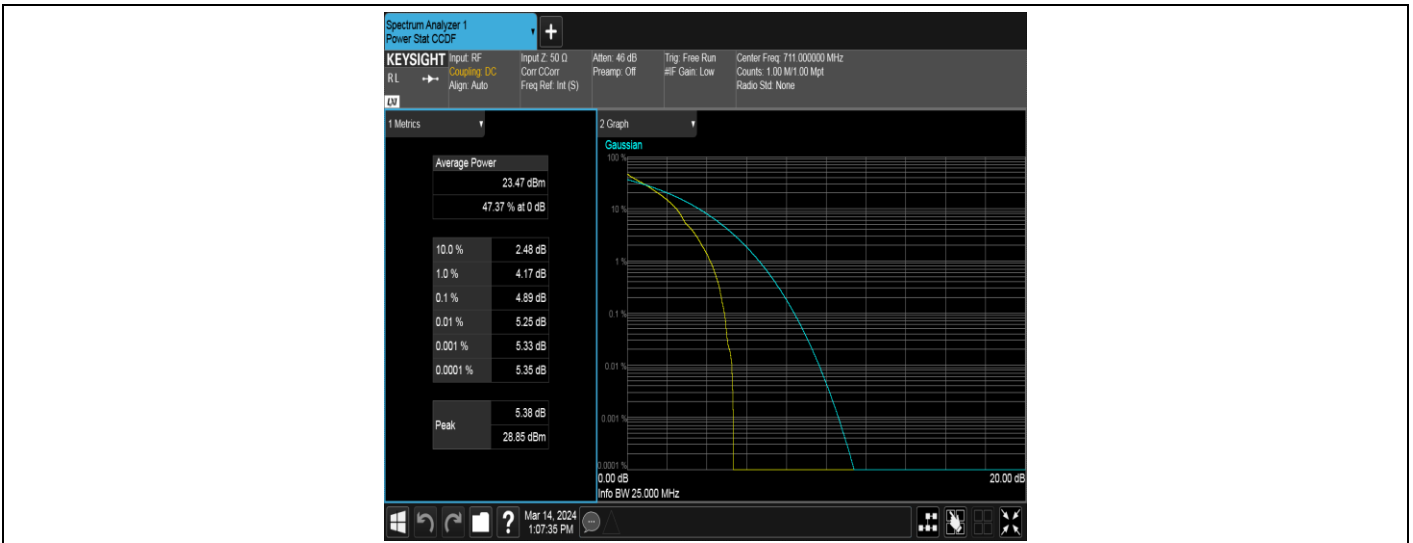 Spectrum Analyzer 1
Power Stat CCDF
+
KEYSIGHT
RL
LXI
Input: RF
Coupling: DC
Align: Auto
Input Z: 50 Ω
Corr CCorr
Freq Ref: Int (S)
Atten: 46 dB
Preamp: Off
Trig: Free Run
#IF Gain: Low
Center Freq: 711.000000 MHz
Counts: 1.00 M/1.00 Mpt
Radio Std: None
1 Metrics
Average Power
23.47 dBm
47.37 % at 0 dB
10.0 % 2.48 dB
1.0 % 4.17 dB
0.1 % 4.89 dB
0.01 % 5.25 dB
0.001 % 5.33 dB
0.0001 % 5.35 dB
Peak
5.38 dB
28.85 dBm
2 Graph
Gaussian
100 %
10 %
1 %
0.1 %
0.01 %
0.001 %
0.0001 %
0.00 dB 20.00 dB
Info BW 25.000 MHz
?
Mar 14, 2024
1:07:35 PM